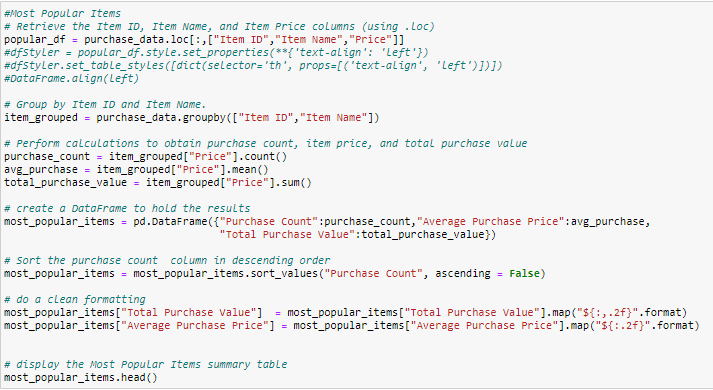 #Most Popular Items
# Retrieve the Item ID, Item Name, and Item Price columns (using .loc)
popular_df = purchase_data.loc[:,["Item ID","Item Name","Price"]]
#dfStyler = popular_df.style.set_properties(**{'text-align': 'left'})
#dfStyler.set_table_styles([dict(selector='th', props=[('text-align', 'left')])])
#DataFrame.align(left)
# Group by Item ID and Item Name.
item_grouped = purchase_data.groupby(["Item ID","Item Name"])
# Perform calculations to obtain purchase count, item price, and total purchase value
purchase_count = item_grouped["Price"].count()
avg_purchase = item_grouped["Price"].mean()
total_purchase_value = item_grouped["Price"].sum()
# create a DataFrame to hold the results
most_popular_items = pd.DataFrame({"Purchase Count":purchase_count,"Average Purchase Price":avg_purchase,
"Total Purchase Value":total_purchase_value})
# Sort the purchase count  column in descending order
most_popular_items = most_popular_items.sort_values("Purchase Count", ascending = False)
# do a clean formatting
most_popular_items["Total Purchase Value"]  = most_popular_items["Total Purchase Value"].map("${:,.2f}".format)
most_popular_items["Average Purchase Price"] = most_popular_items["Average Purchase Price"].map("${:.2f}".format)
# display the Most Popular Items summary table
most_popular_items.head()